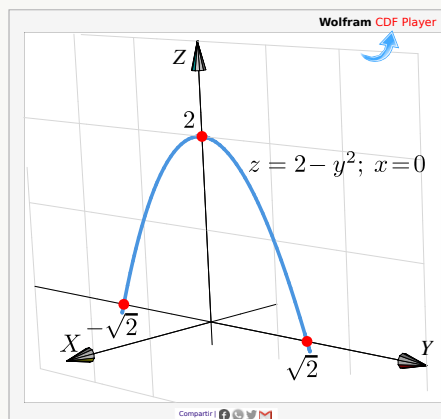 Wolfram CDF Player
Z
2
z = 2 − y²; x = 0
X
−√2
Y
√2
Compartir |